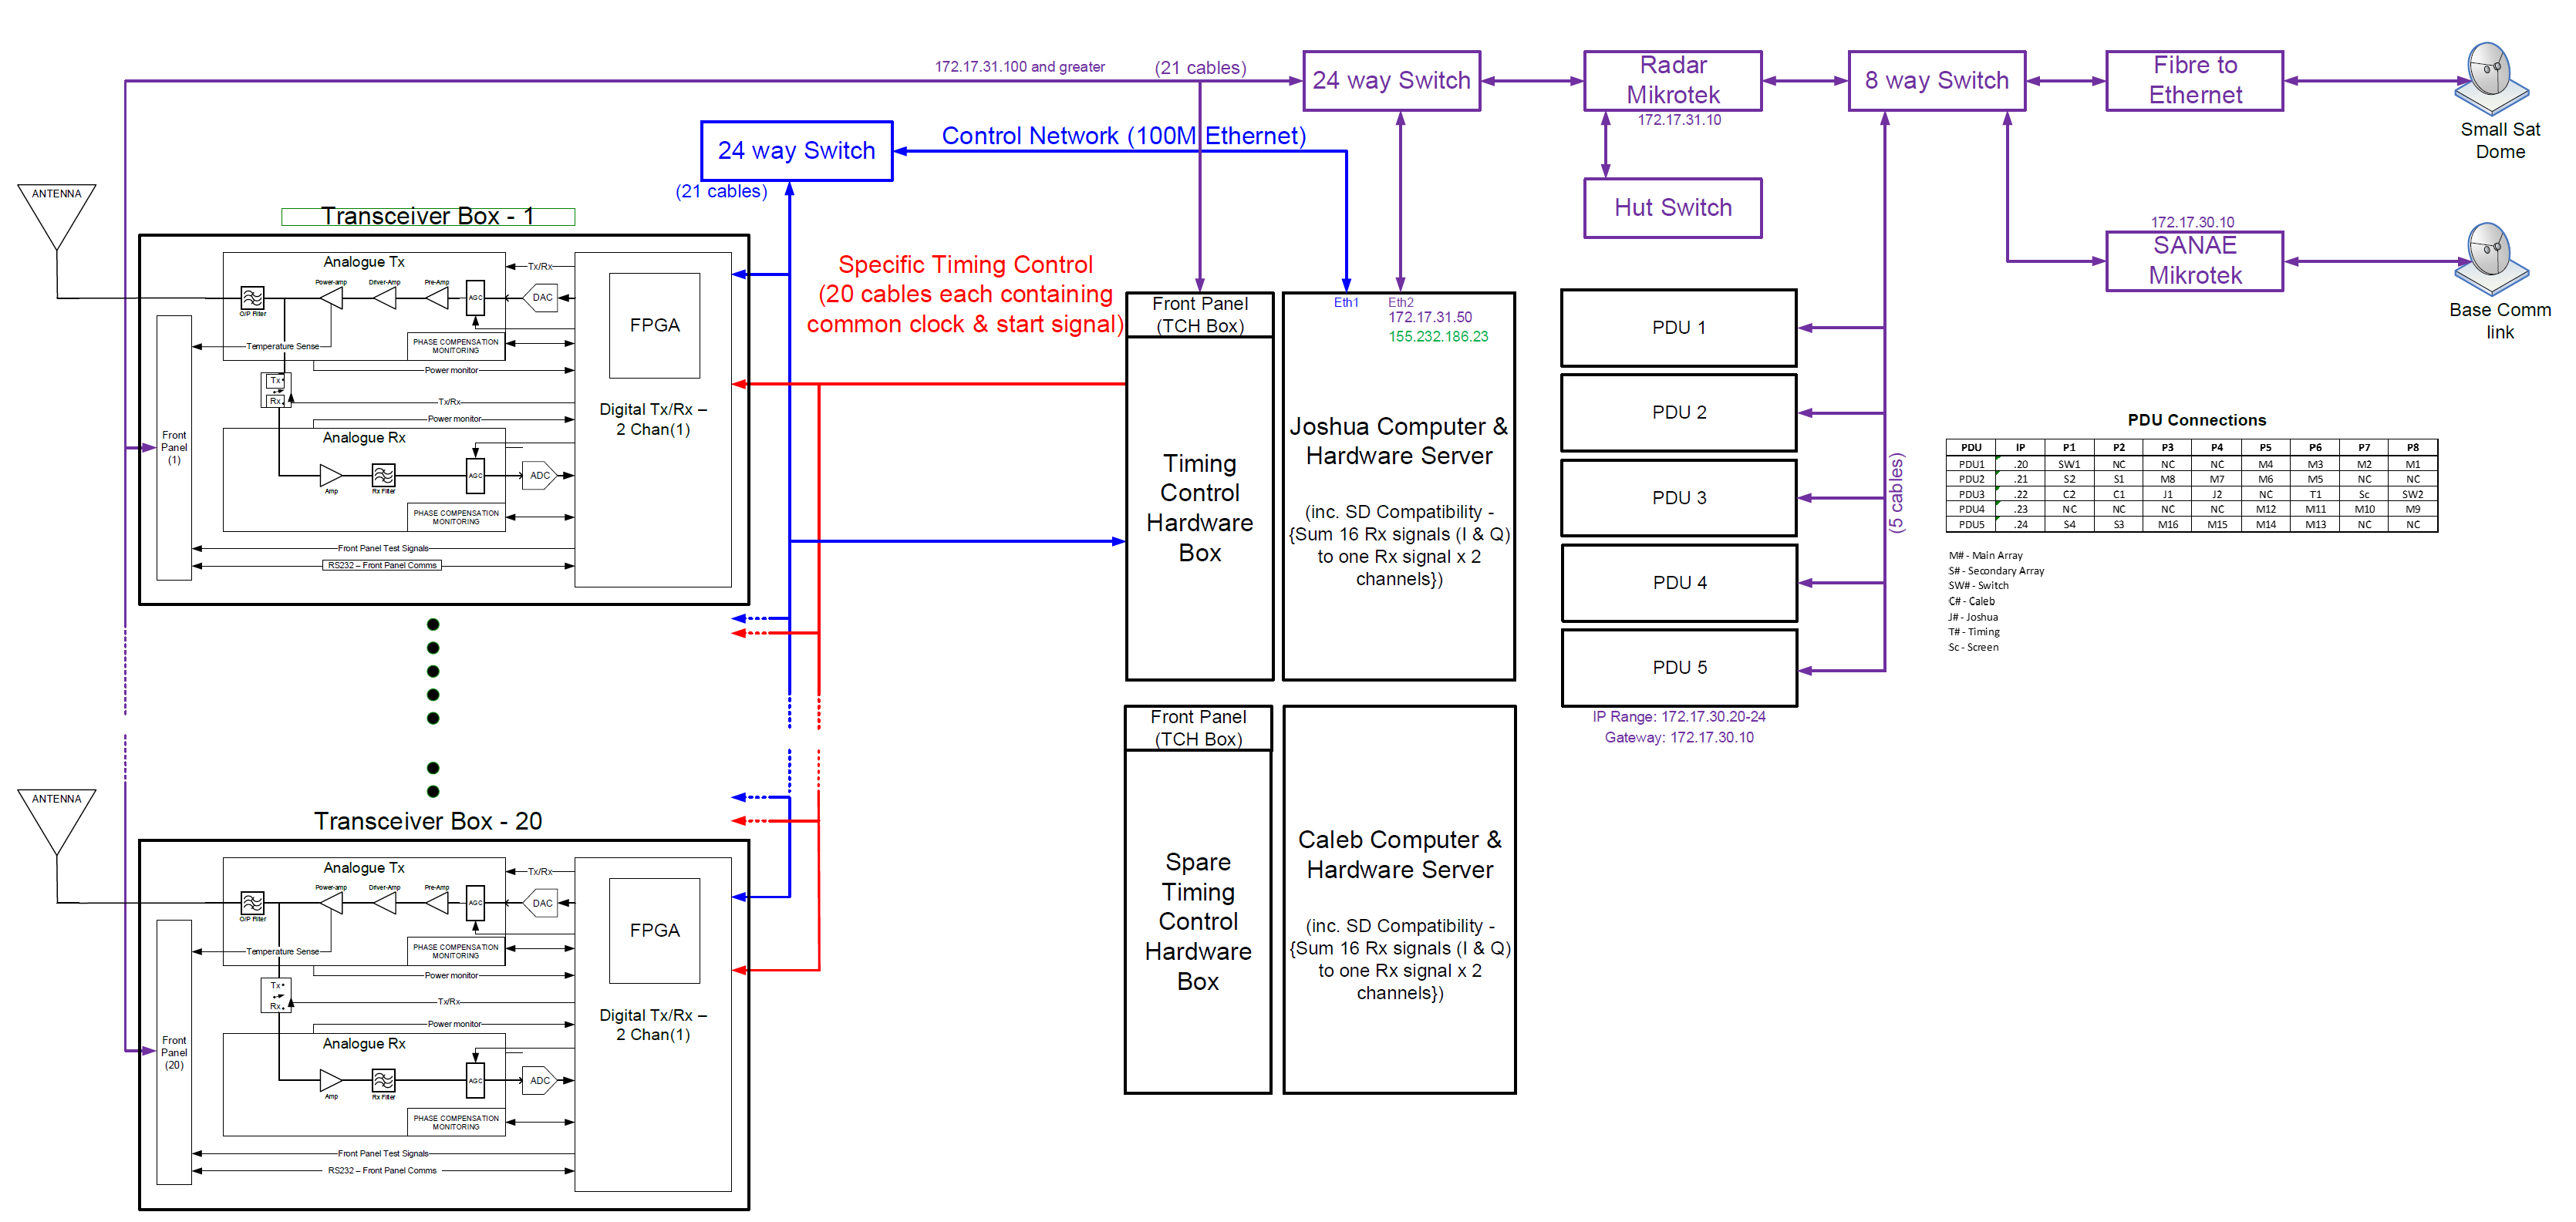 172.17.31.100 and greater
(21 cables)
24 way Switch
Radar
Mikrotek
172.17.31.10
8 way Switch
Fibre to
Ethernet
Small Sat
Dome
24 way Switch
(21 cables)
Control Network (100M Ethernet)
Hut Switch
172.17.30.10
SANAE
Mikrotek
Base Comm
link
ANTENNA
Transceiver Box - 1
Analogue Tx
Tx/Rx
Power-amp
Driver-Amp
Pre-Amp
AGC
DAC
O/P Filter
FPGA
Temperature Sense
PHASE COMPENSATION
MONITORING
Power monitor
Tx
Rx
Tx/Rx
Power monitor
Digital Tx/Rx –
2 Chan(1)
Front
Panel
(1)
Analogue Rx
Amp
Rx Filter
AGC
ADC
PHASE COMPENSATION
MONITORING
Front Panel Test Signals
RS232 – Front Panel Comms
Specific Timing Control
(20 cables each containing
common clock & start signal)
Front Panel
(TCH Box)
Timing
Control
Hardware
Box
Eth1
Eth2
172.17.31.50
155.232.186.23
Joshua Computer &
Hardware Server
(inc. SD Compatibility -
{Sum 16 Rx signals (I & Q)
to one Rx signal x 2
channels})
PDU 1
PDU 2
PDU 3
PDU 4
PDU 5
(5 cables)
IP Range: 172.17.30.20-24
Gateway: 172.17.30.10
PDU Connections
PDU IP P1 P2 P3 P4 P5 P6 P7 P8
PDU1 .20 SW1 NC NC NC M4 M3 M2 M1
PDU2 .21 S2 S1 M8 M7 M6 M5 NC NC
PDU3 .22 C2 C1 J1 J2 NC T1 Sc SW2
PDU4 .23 NC NC NC NC M12 M11 M10 M9
PDU5 .24 S4 S3 M16 M15 M14 M13 NC NC
M# - Main Array
S# - Secondary Array
SW# - Switch
C# - Caleb
J# - Joshua
T# - Timing
Sc - Screen
Front Panel
(TCH Box)
Spare
Timing
Control
Hardware
Box
Caleb Computer &
Hardware Server
(inc. SD Compatibility -
{Sum 16 Rx signals (I & Q)
to one Rx signal x 2
channels})
ANTENNA
Transceiver Box - 20
Analogue Tx
Tx/Rx
Power-amp
Driver-Amp
Pre-Amp
AGC
DAC
O/P Filter
FPGA
Temperature Sense
PHASE COMPENSATION
MONITORING
Power monitor
Tx
Rx
Tx/Rx
Power monitor
Digital Tx/Rx –
2 Chan(1)
Front
Panel
(20)
Analogue Rx
Amp
Rx Filter
AGC
ADC
PHASE COMPENSATION
MONITORING
Front Panel Test Signals
RS232 – Front Panel Comms